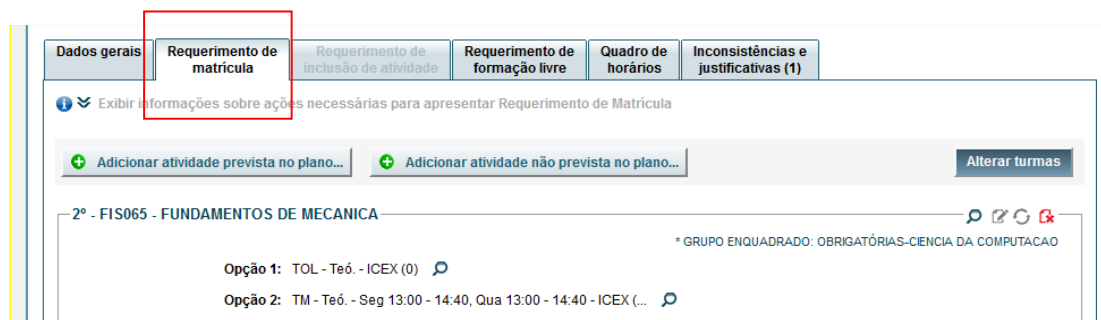 Dados gerais
Requerimento de matrícula
Requerimento de inclusão de atividade
Requerimento de formação livre
Quadro de horários
Inconsistências e justificativas (1)
Exibir informações sobre ações necessárias para apresentar Requerimento de Matrícula
Adicionar atividade prevista no plano...
Adicionar atividade não prevista no plano...
Alterar turmas
2º - FIS065 - FUNDAMENTOS DE MECANICA
* GRUPO ENQUADRADO: OBRIGATÓRIAS-CIENCIA DA COMPUTACAO
Opção 1: TOL - Teó. - ICEX (0)
Opção 2: TM - Teó. - Seg 13:00 - 14:40, Qua 13:00 - 14:40 - ICEX (...